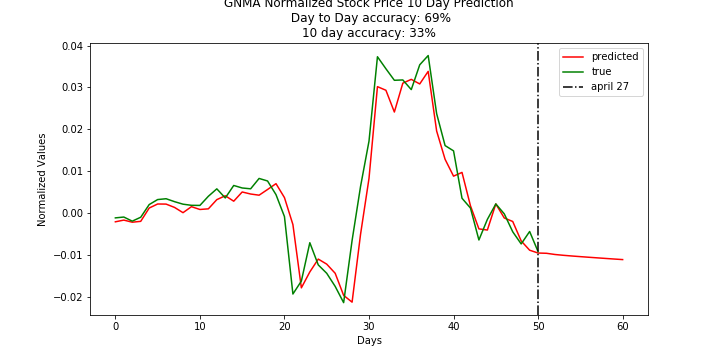 GNMA Normalized Stock Price 10 Day Prediction
Day to Day accuracy: 69%
10 day accuracy: 33%
0.04
0.03
0.02
0.01
0.00
−0.01
−0.02
Normalized Values
predicted
true
april 27
0
10
20
30
40
50
60
Days